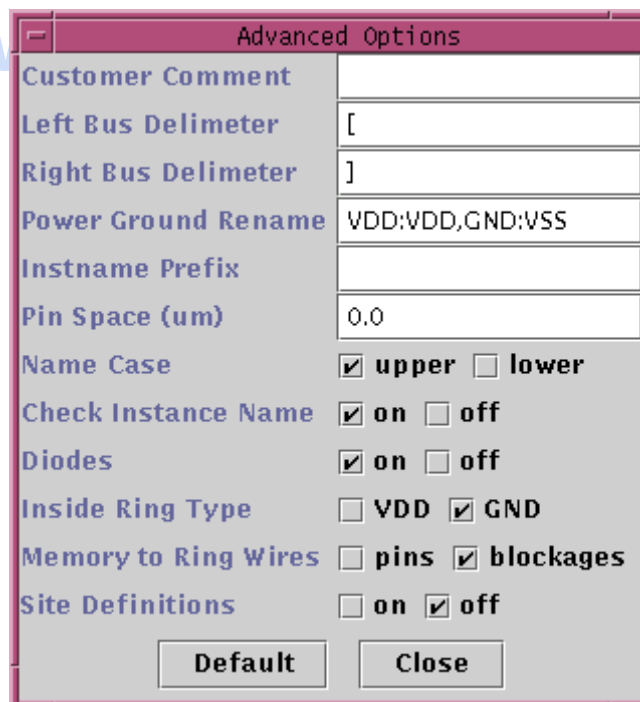 Advanced Options
Customer Comment
Left Bus Delimeter [
Right Bus Delimeter ]
Power Ground Rename VDD:VDD,GND:VSS
Instname Prefix
Pin Space (um) 0.0
Name Case upper lower
Check Instance Name on off
Diodes on off
Inside Ring Type VDD GND
Memory to Ring Wires pins blockages
Site Definitions on off
Default Close